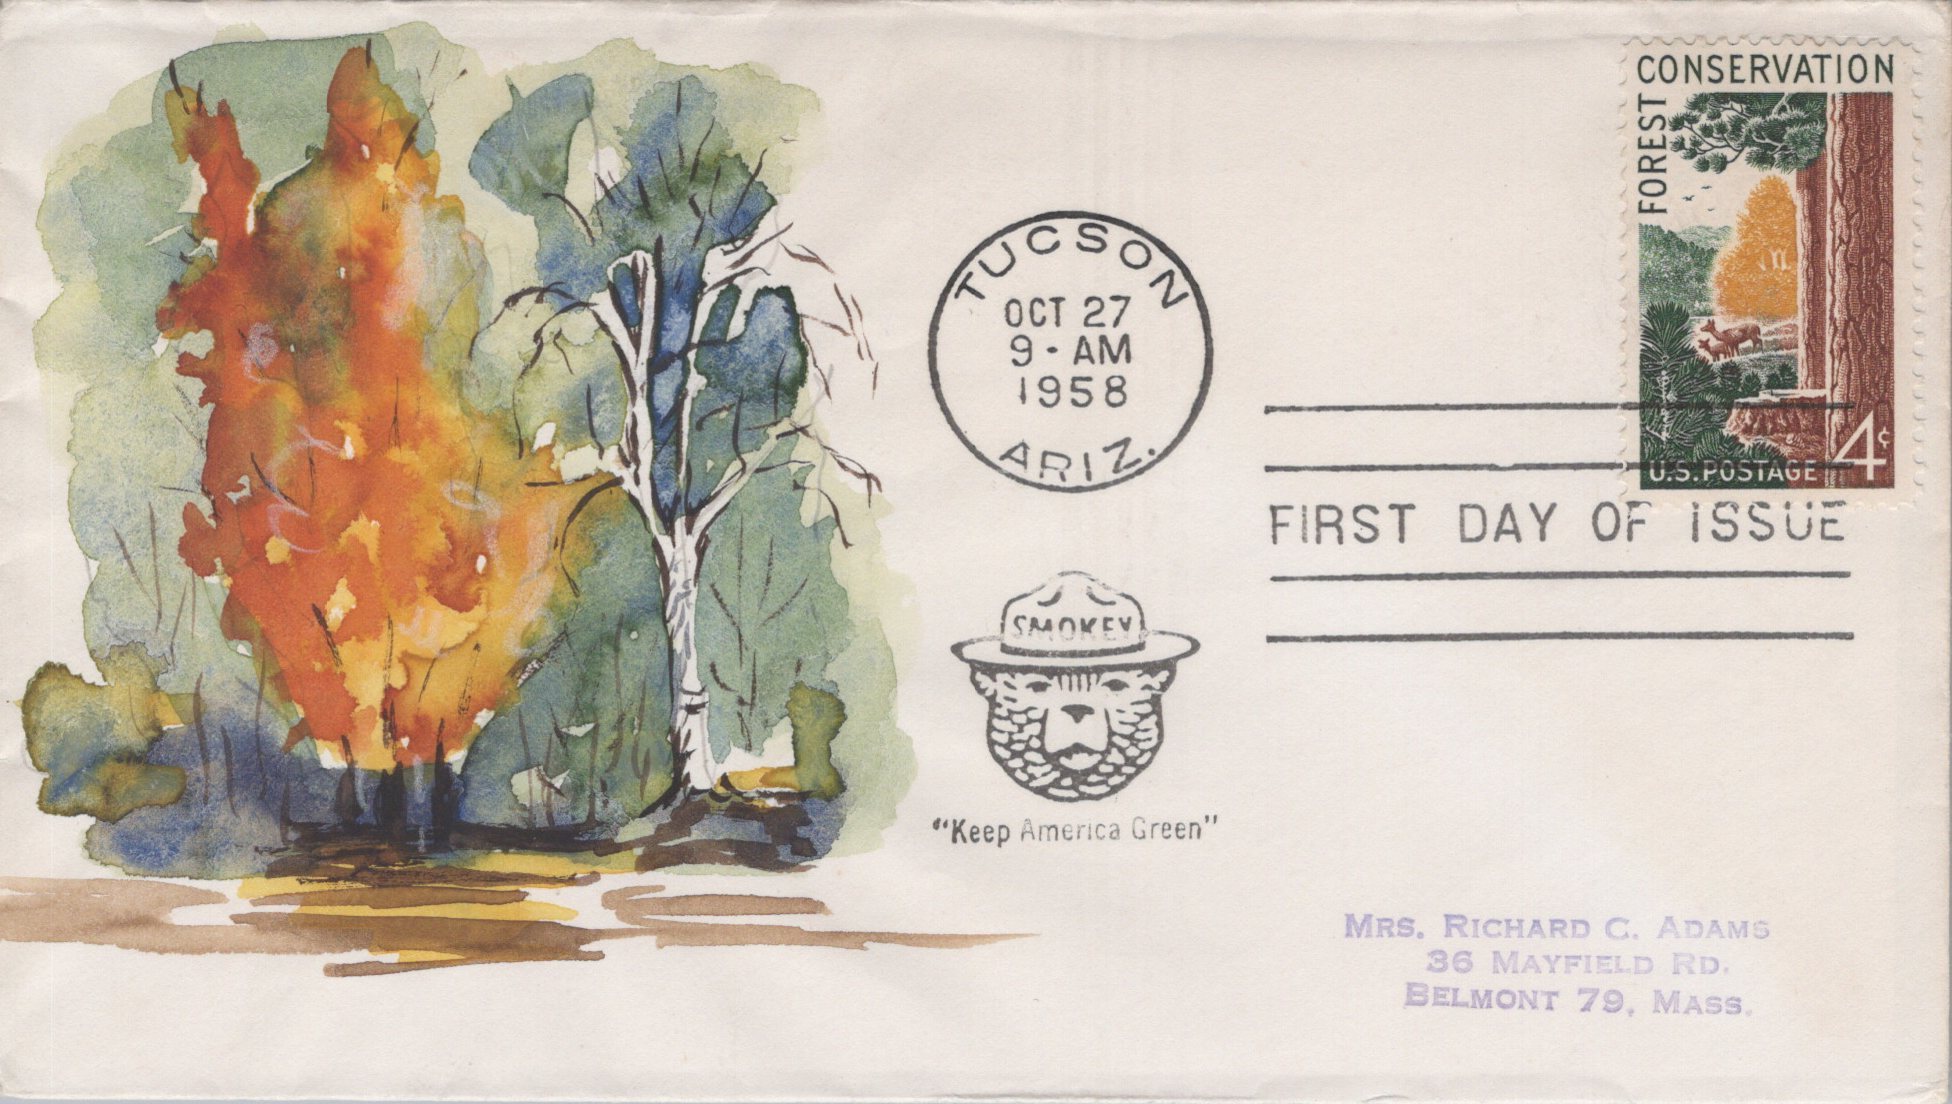 FOREST CONSERVATION
U.S. POSTAGE 4¢
TUCSON
OCT 27
9 - AM
1958
ARIZ.
FIRST DAY OF ISSUE
SMOKEY
"Keep America Green"
MRS. RICHARD C. ADAMS
36 MAYFIELD RD.
BELMONT 79, MASS.